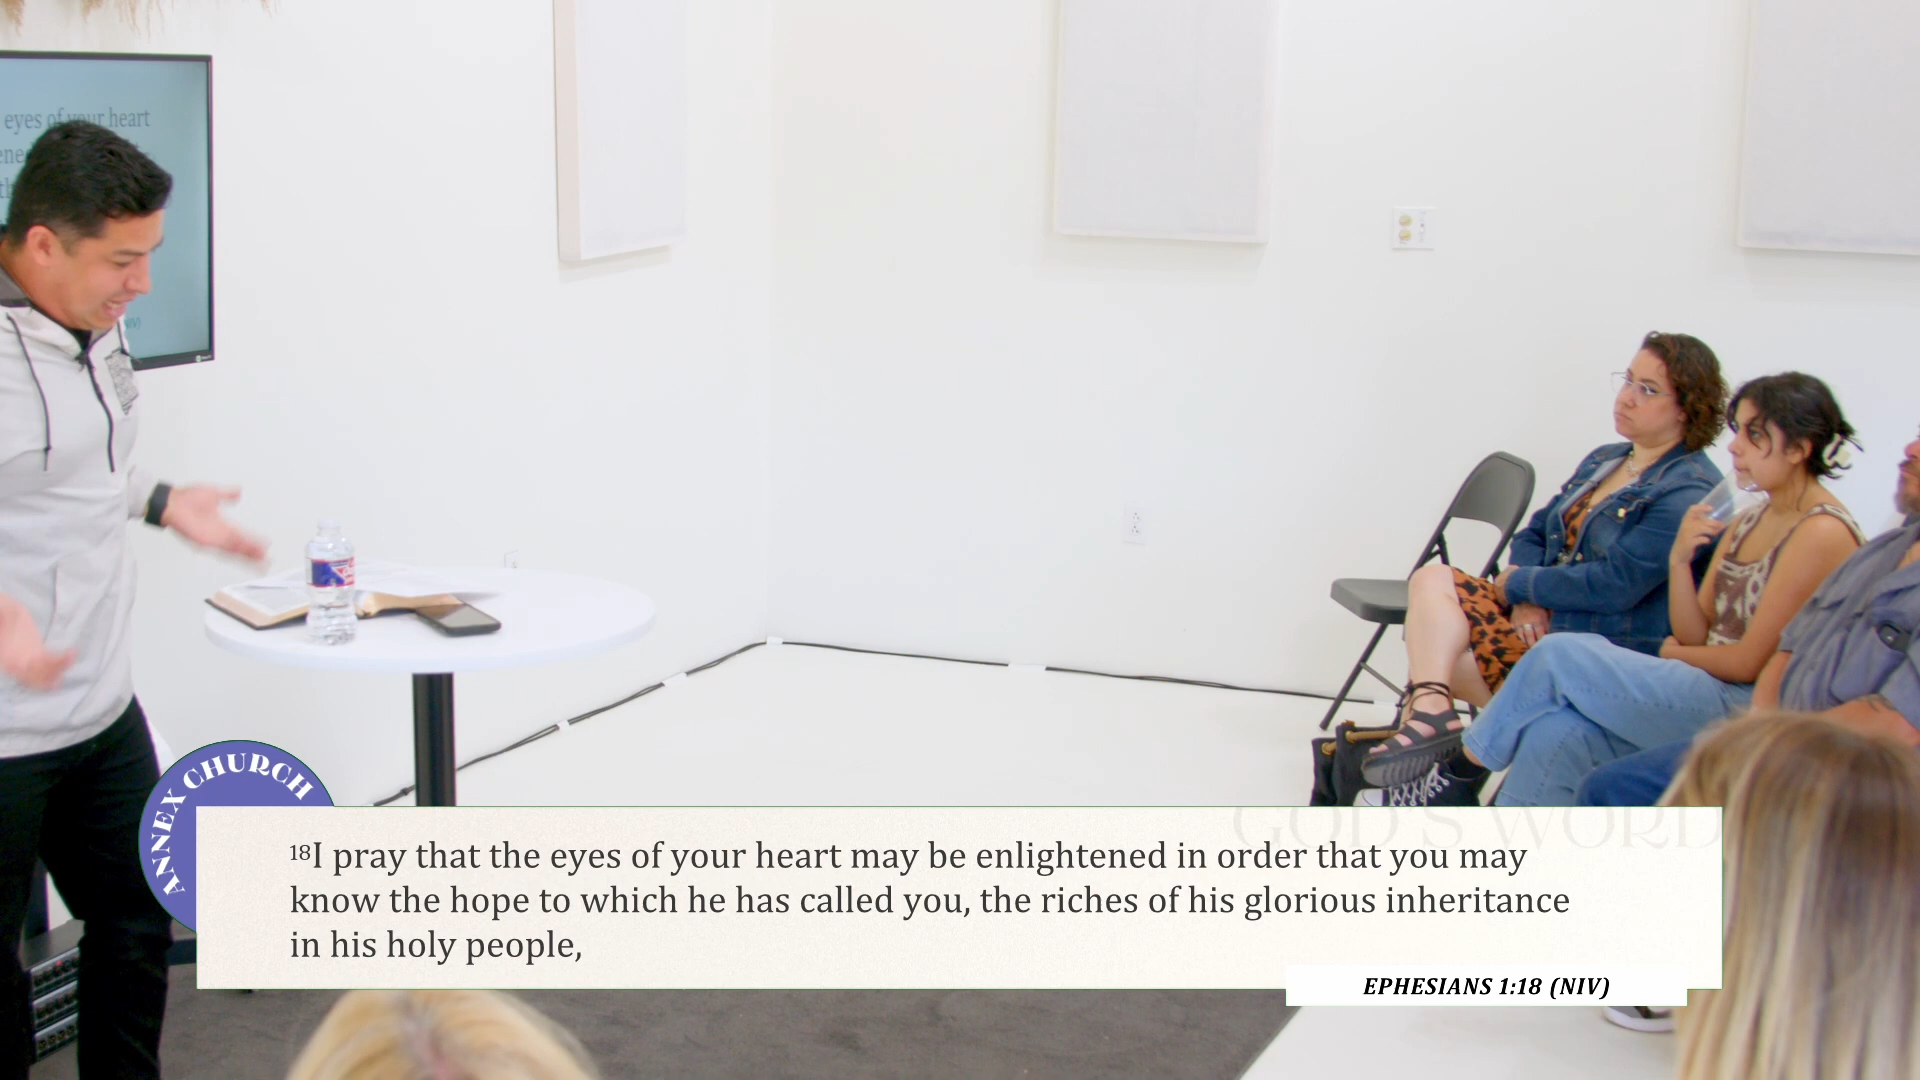 eyes of your heart
ANNEX CHURCH
GOD'S WORD
18I pray that the eyes of your heart may be enlightened in order that you may
know the hope to which he has called you, the riches of his glorious inheritance
in his holy people,
EPHESIANS 1:18 (NIV)